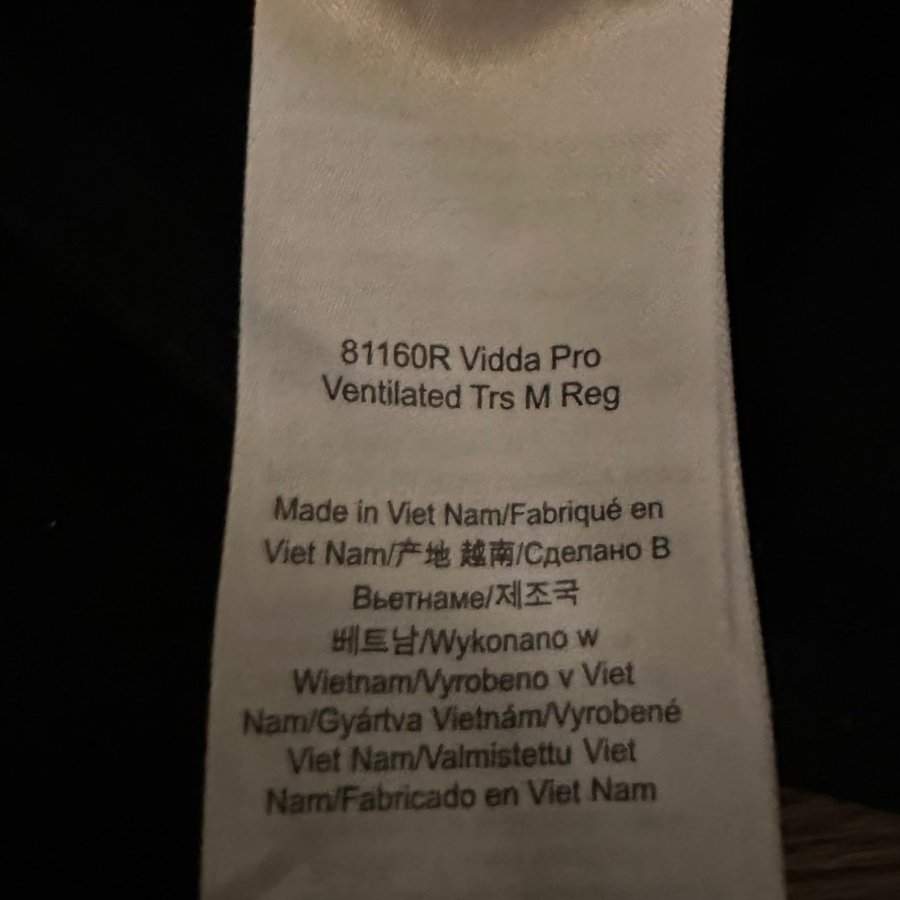 81160R Vidda Pro
Ventilated Trs M Reg
Made in Viet Nam/Fabriqué en
Viet Nam/产地 越南/Сделано В
Вьетнаме/제조국
베트남/Wykonano w
Wietnam/Vyrobeno v Viet
Nam/Gyártva Vietnám/Vyrobené
Viet Nam/Valmistettu Viet
Nam/Fabricado en Viet Nam